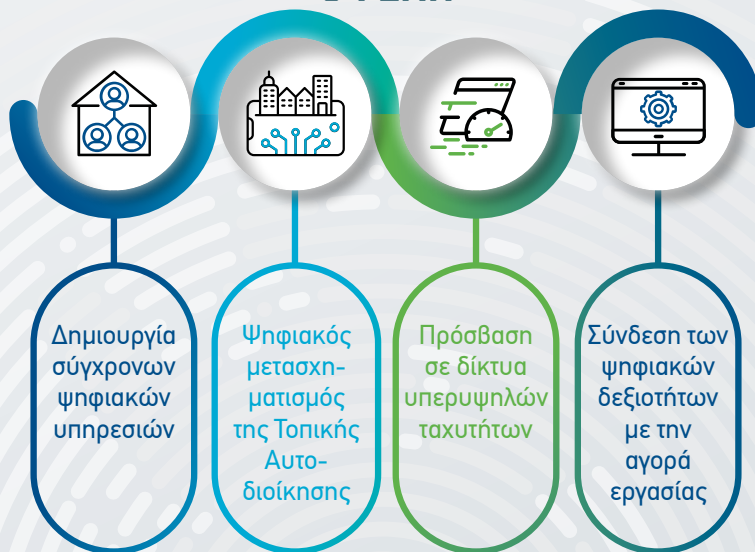 Δημιουργία
σύγχρονων
ψηφιακών
υπηρεσιών
Ψηφιακός
μετασχη-
ματισμός
της Τοπικής
Αυτο-
διοίκησης
Πρόσβαση
σε δίκτυα
υπερυψηλών
ταχυτήτων
Σύνδεση των
ψηφιακών
δεξιοτήτων
με την
αγορά
εργασίας